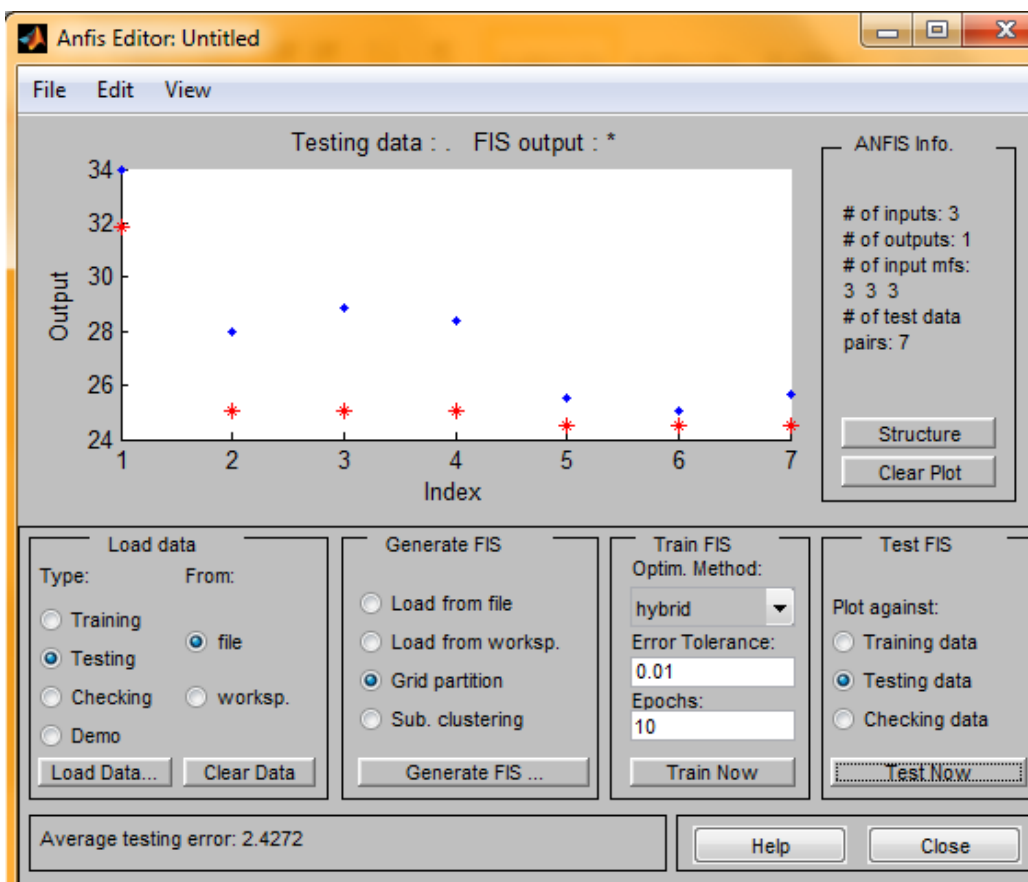 Anfis Editor: Untitled
File Edit View
Testing data : . FIS output : *
34
32
30
28
26
24
Output
1 2 3 4 5 6 7
Index
ANFIS Info.
# of inputs: 3
# of outputs: 1
# of input mfs:
3 3 3
# of test data
pairs: 7
Structure
Clear Plot
Load data
Type: From:
Training
file
Testing
Checking
worksp.
Demo
Load Data... Clear Data
Generate FIS
Load from file
Load from worksp.
Grid partition
Sub. clustering
Generate FIS ...
Train FIS
Optim. Method:
hybrid
Error Tolerance:
0.01
Epochs:
10
Train Now
Test FIS
Plot against:
Training data
Testing data
Checking data
Test Now
Average testing error: 2.4272
Help Close